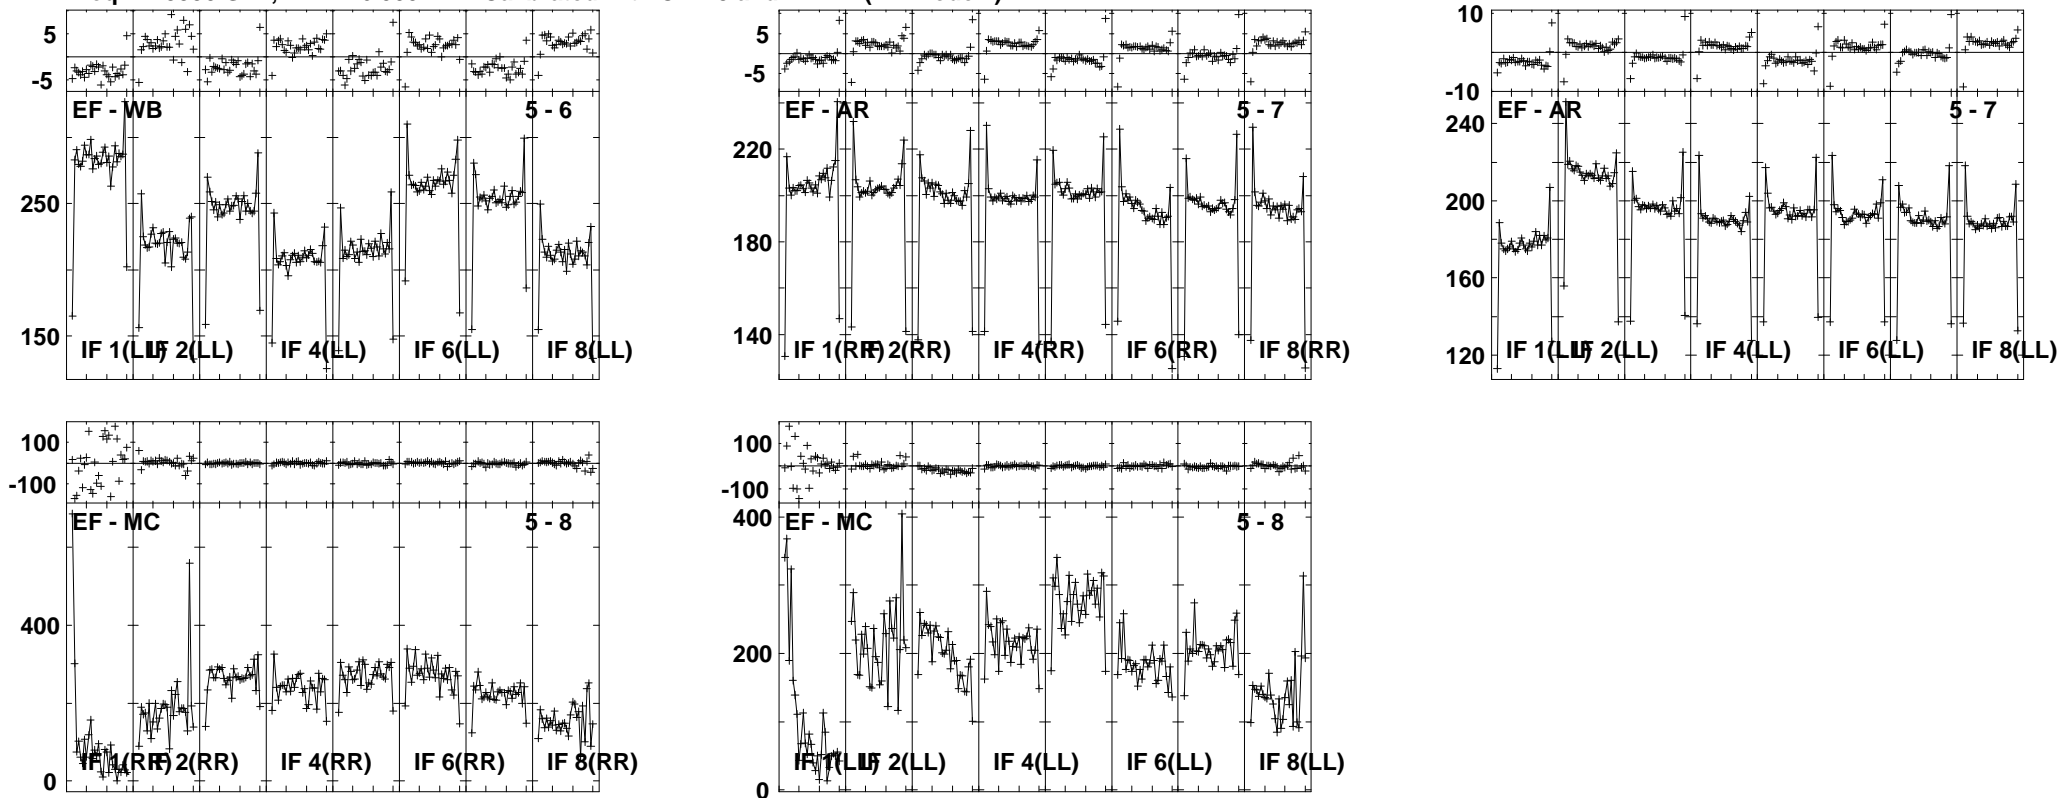 5 5 10
-5 -5 -10
EF - WB 5 - 6 EF - AR 5 - 7 EF - AR 5 - 7
250 150
IF 1(LL) IF 2(LL) IF 4(LL) IF 6(LL) IF 8(LL)
220 180 140
IF 1(RR) IF 2(RR) IF 4(RR) IF 6(RR) IF 8(RR)
240 200 160 120
IF 1(LL) IF 2(LL) IF 4(LL) IF 6(LL) IF 8(LL)
100 100
-100 -100
EF - MC 5 - 8 EF - MC 5 - 8
400 0
IF 1(RR) IF 2(RR) IF 4(RR) IF 6(RR) IF 8(RR)
400 200 0
IF 1(LL) IF 2(LL) IF 4(LL) IF 6(LL) IF 8(LL)